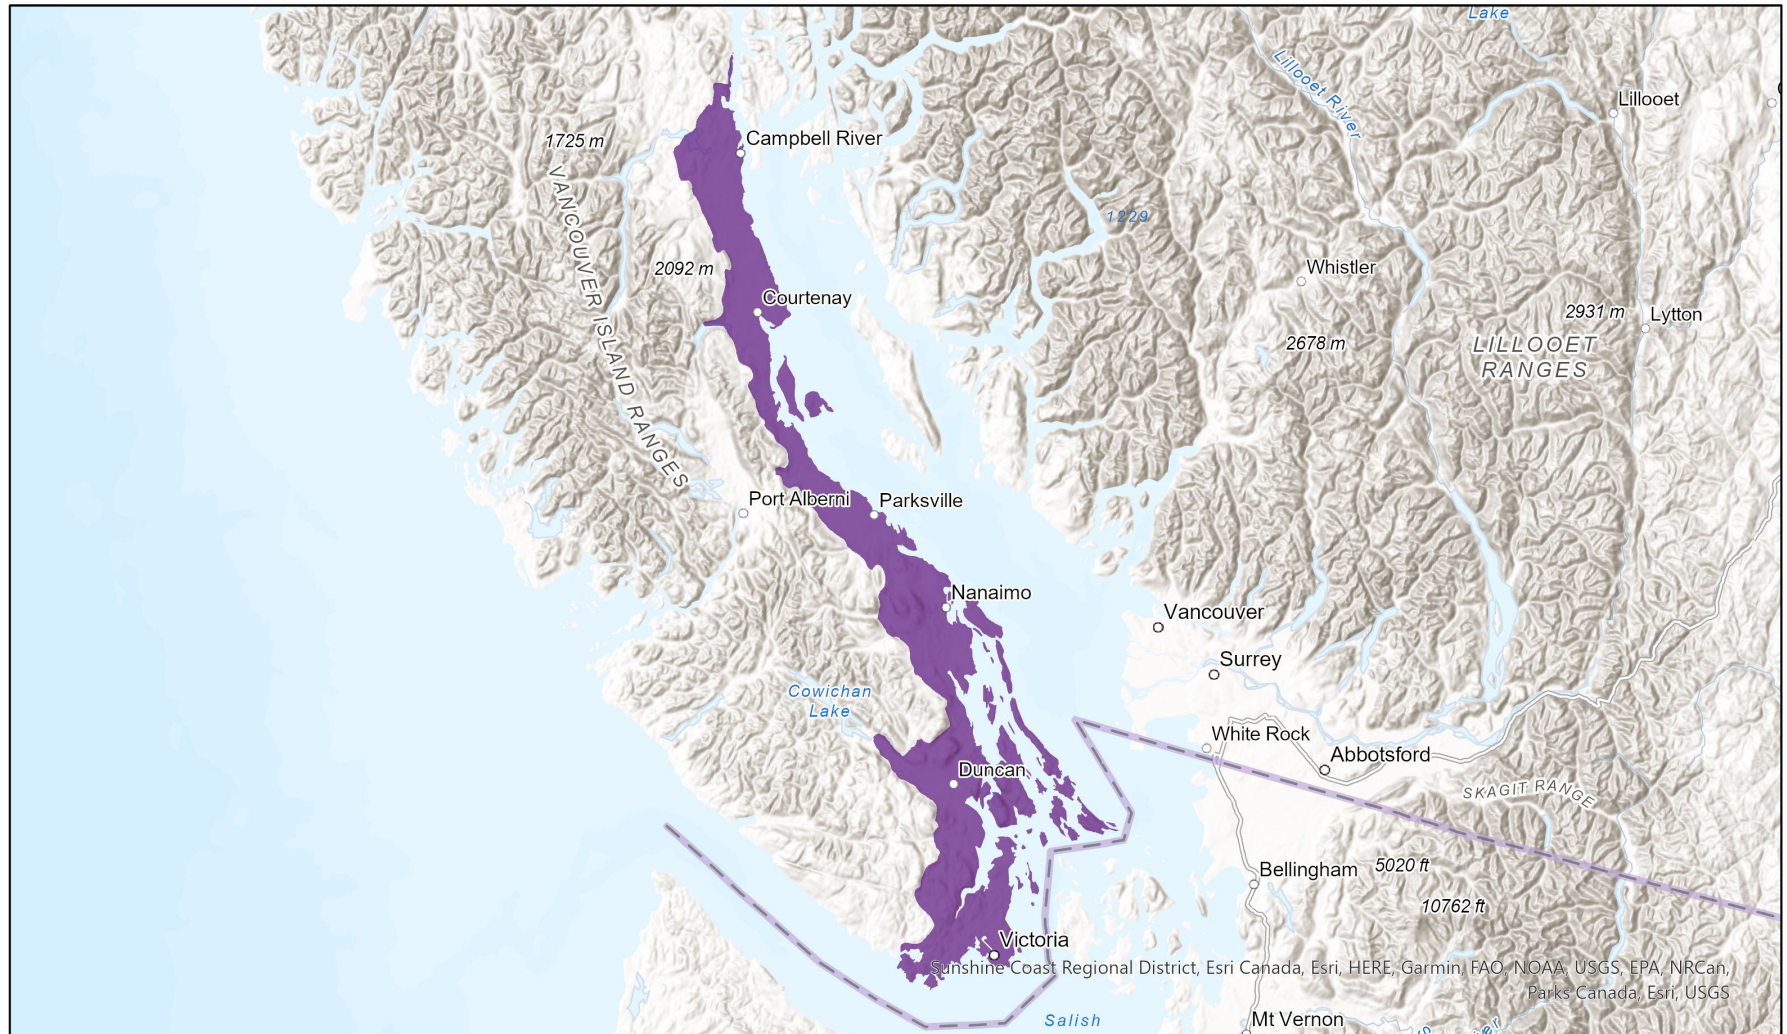 Lake
Lillooet River
Lillooet
1725 m
Campbell River
VANCOUVER ISLAND RANGES
1229
2092 m
Whistler
Courtenay
2931 m
Lytton
2678 m
LILLOOET
RANGES
Port Alberni
Parksville
Nanaimo
Vancouver
Surrey
Cowichan
Lake
White Rock
Abbotsford
Duncan
SKAGIT RANGE
Bellingham
5020 ft
10762 ft
Victoria
Sunshine Coast Regional District, Esri Canada, Esri, HERE, Garmin, FAO, NOAA, USGS, EPA, NRCan,
Parks Canada, Esri, USGS
Salish
Mt Vernon